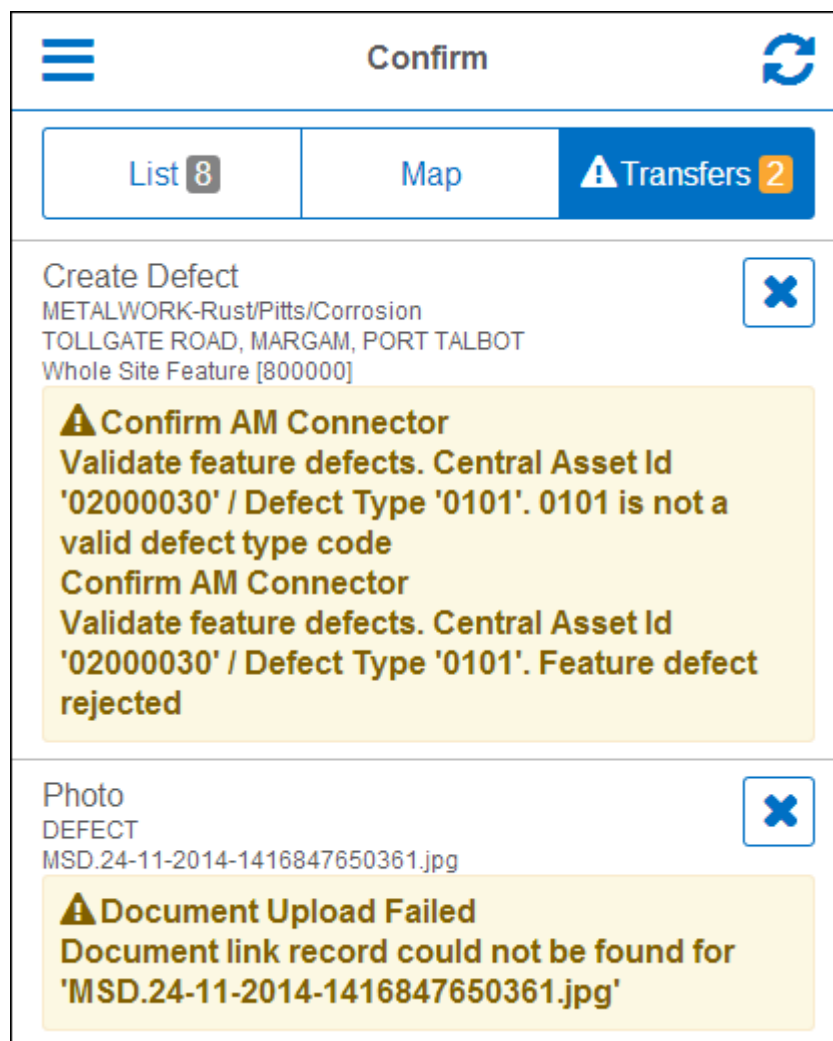 Confirm
List 8 Map Transfers 2
Create Defect
METALWORK-Rust/Pitts/Corrosion
TOLLGATE ROAD, MARGAM, PORT TALBOT
Whole Site Feature [800000]
Confirm AM Connector
Validate feature defects. Central Asset Id
'02000030' / Defect Type '0101'. 0101 is not a
valid defect type code
Confirm AM Connector
Validate feature defects. Central Asset Id
'02000030' / Defect Type '0101'. Feature defect
rejected
Photo
DEFECT
MSD.24-11-2014-1416847650361.jpg
Document Upload Failed
Document link record could not be found for
'MSD.24-11-2014-1416847650361.jpg'